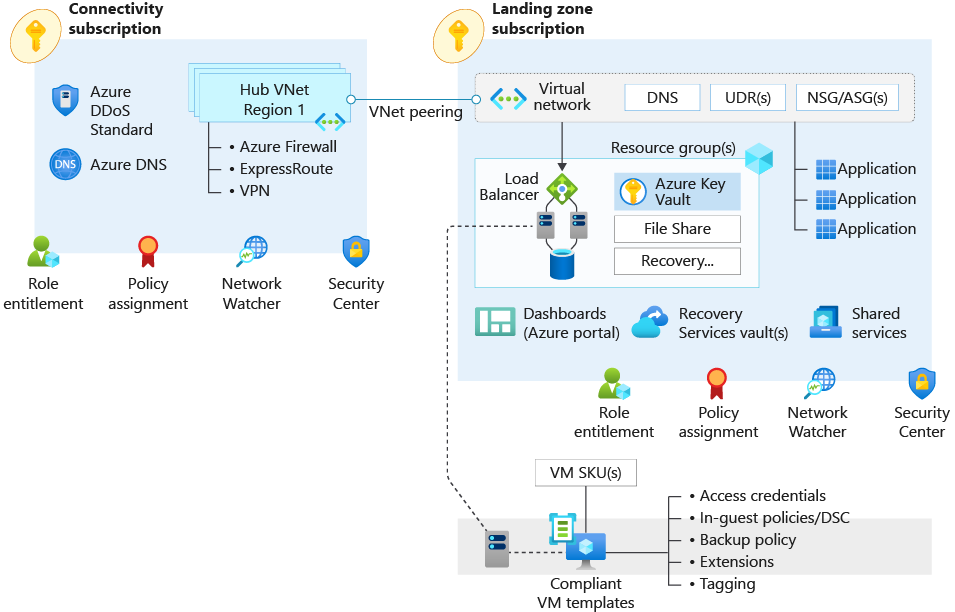 Connectivity
subscription
Azure
DDoS
Standard
DNS
Azure DNS
Hub VNet
Region 1
• Azure Firewall
• ExpressRoute
• VPN
VNet peering
Role
entitlement
Policy
assignment
Network
Watcher
Security
Center
Landing zone
subscription
Virtual
network
DNS
UDR(s)
NSG/ASG(s)
Resource group(s)
Load
Balancer
Azure Key
Vault
File Share
Recovery...
Application
Application
Application
Dashboards
(Azure portal)
Recovery
Services vault(s)
Shared
services
Role
entitlement
Policy
assignment
Network
Watcher
Security
Center
VM SKU(s)
• Access credentials
• In-guest policies/DSC
• Backup policy
• Extensions
• Tagging
Compliant
VM templates